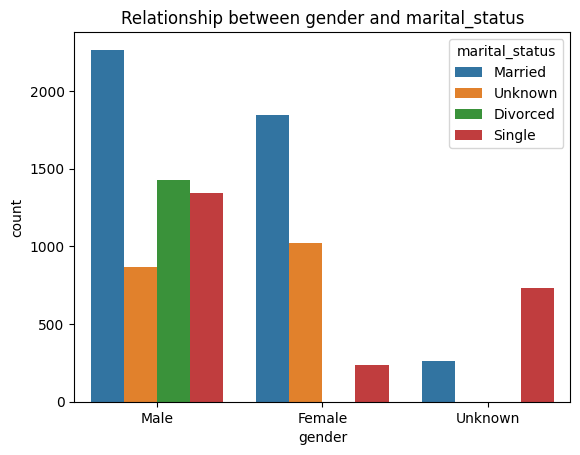 Relationship between gender and marital_status
marital_status
Married
Unknown
Divorced
Single
2000
1500
1000
500
0
count
Male
Female
Unknown
gender